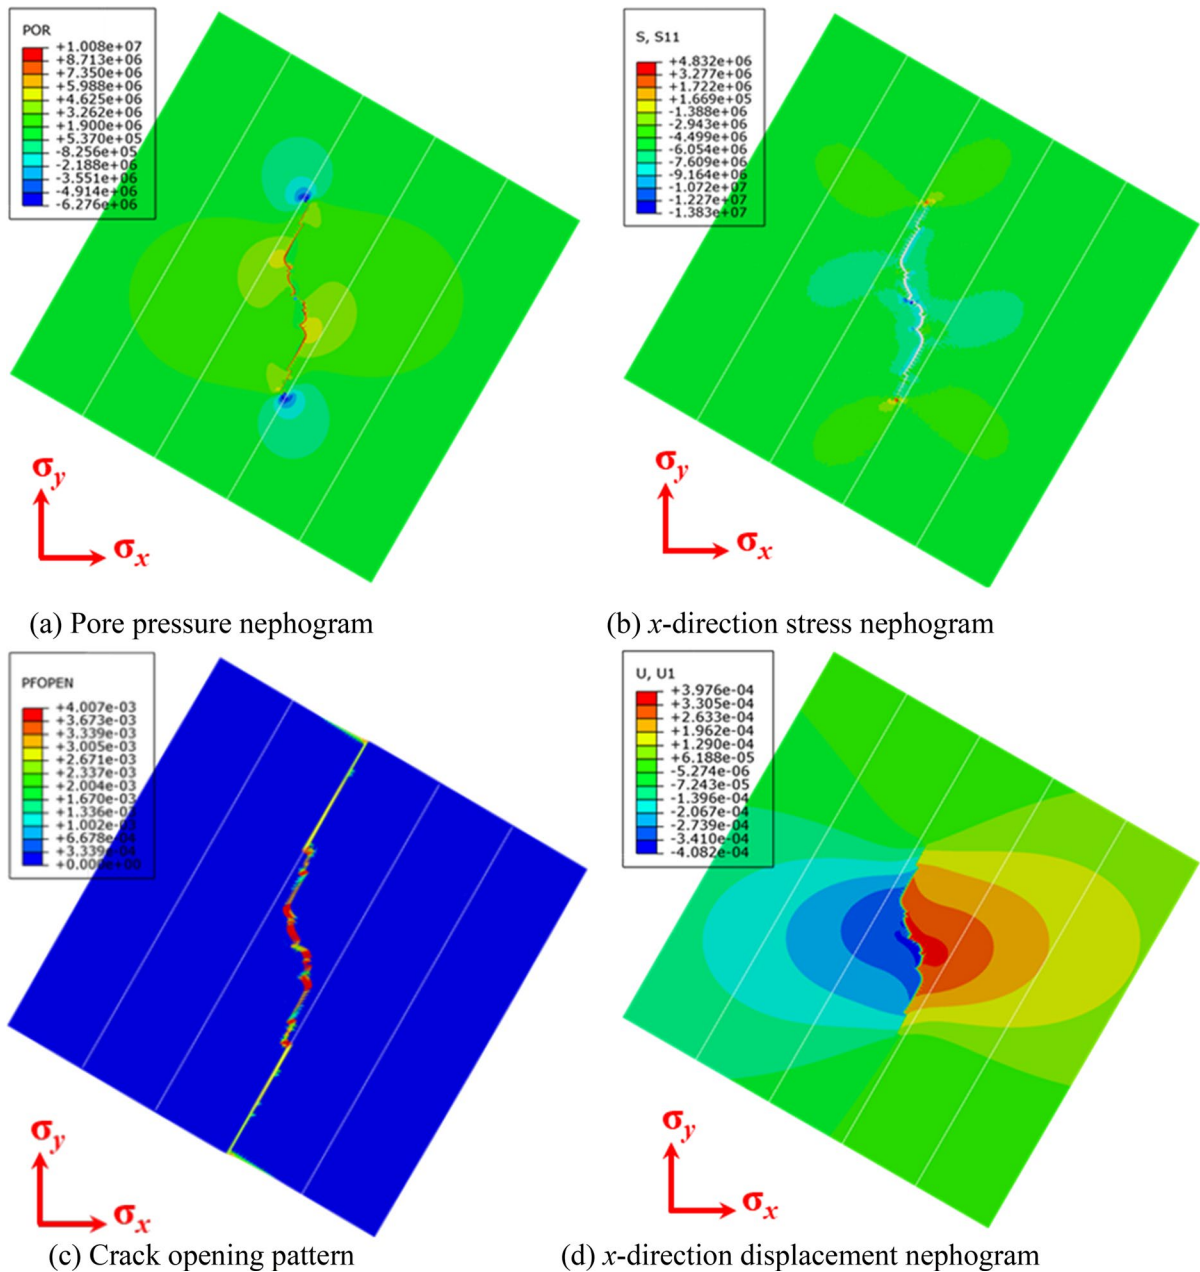 POR
+1.008e+07
+8.713e+06
+7.350e+06
+5.988e+06
+4.625e+06
+3.262e+06
+1.900e+06
+5.370e+05
-8.256e+05
-2.188e+06
-3.551e+06
-4.914e+06
-6.276e+06
σy
σx
(a) Pore pressure nephogram
S, S11
+4.832e+06
+3.277e+06
+1.722e+06
+1.669e+05
-1.388e+06
-2.943e+06
-4.499e+06
-6.054e+06
-7.609e+06
-9.164e+06
-1.072e+07
-1.227e+07
-1.383e+07
σy
σx
(b) x-direction stress nephogram
PFOPEN
+4.007e-03
+3.673e-03
+3.339e-03
+3.005e-03
+2.671e-03
+2.337e-03
+2.004e-03
+1.670e-03
+1.336e-03
+1.002e-03
+6.678e-04
+3.339e-04
+0.000e+00
σy
σx
(c) Crack opening pattern
U, U1
+3.976e-04
+3.305e-04
+2.633e-04
+1.962e-04
+1.290e-04
+6.188e-05
-5.274e-06
-7.243e-05
-1.396e-04
-2.067e-04
-2.739e-04
-3.410e-04
-4.082e-04
σy
σx
(d) x-direction displacement nephogram